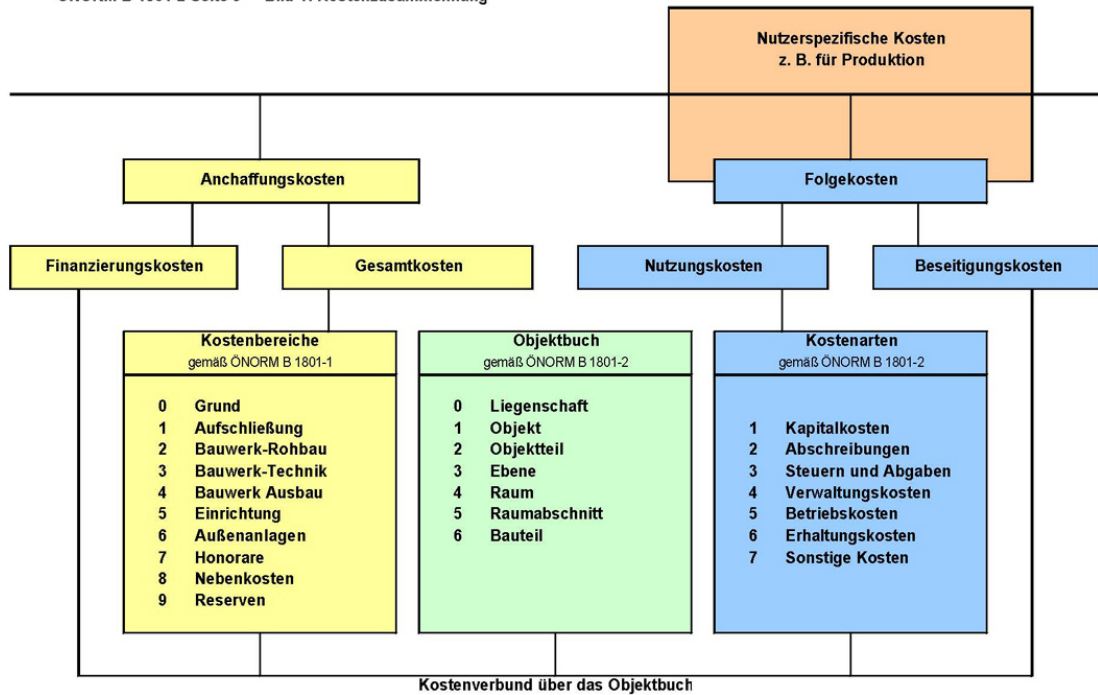 Nutzerspezifische Kosten
z. B. für Produktion
Anchaffungskosten
Folgekosten
Finanzierungskosten
Gesamtkosten
Nutzungskosten
Beseitigungskosten
Kostenbereiche
gemäß ÖNORM B 1801-1
0 Grund
1 Aufschließung
2 Bauwerk-Rohbau
3 Bauwerk-Technik
4 Bauwerk Ausbau
5 Einrichtung
6 Außenanlagen
7 Honorare
8 Nebenkosten
9 Reserven
Objektbuch
gemäß ÖNORM B 1801-2
0 Liegenschaft
1 Objekt
2 Objektteil
3 Ebene
4 Raum
5 Raumabschnitt
6 Bauteil
Kostenarten
gemäß ÖNORM B 1801-2
1 Kapitalkosten
2 Abschreibungen
3 Steuern und Abgaben
4 Verwaltungskosten
5 Betriebskosten
6 Erhaltungskosten
7 Sonstige Kosten
Kostenverbund über das Objektbuch